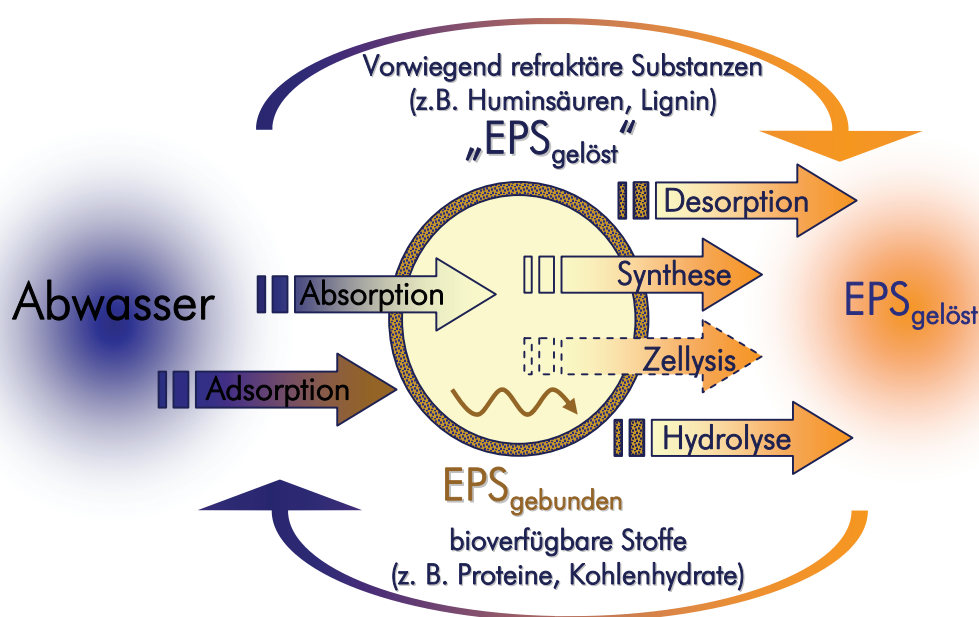 Vorwiegend refraktäre Substanzen
(z.B. Huminsäuren, Lignin)
„EPSgelöst“
Desorption
Synthese
Absorption
Abwasser
EPSgelöst
Zellysis
Adsorption
Hydrolyse
EPSgebunden
bioverfügbare Stoffe
(z. B. Proteine, Kohlenhydrate)